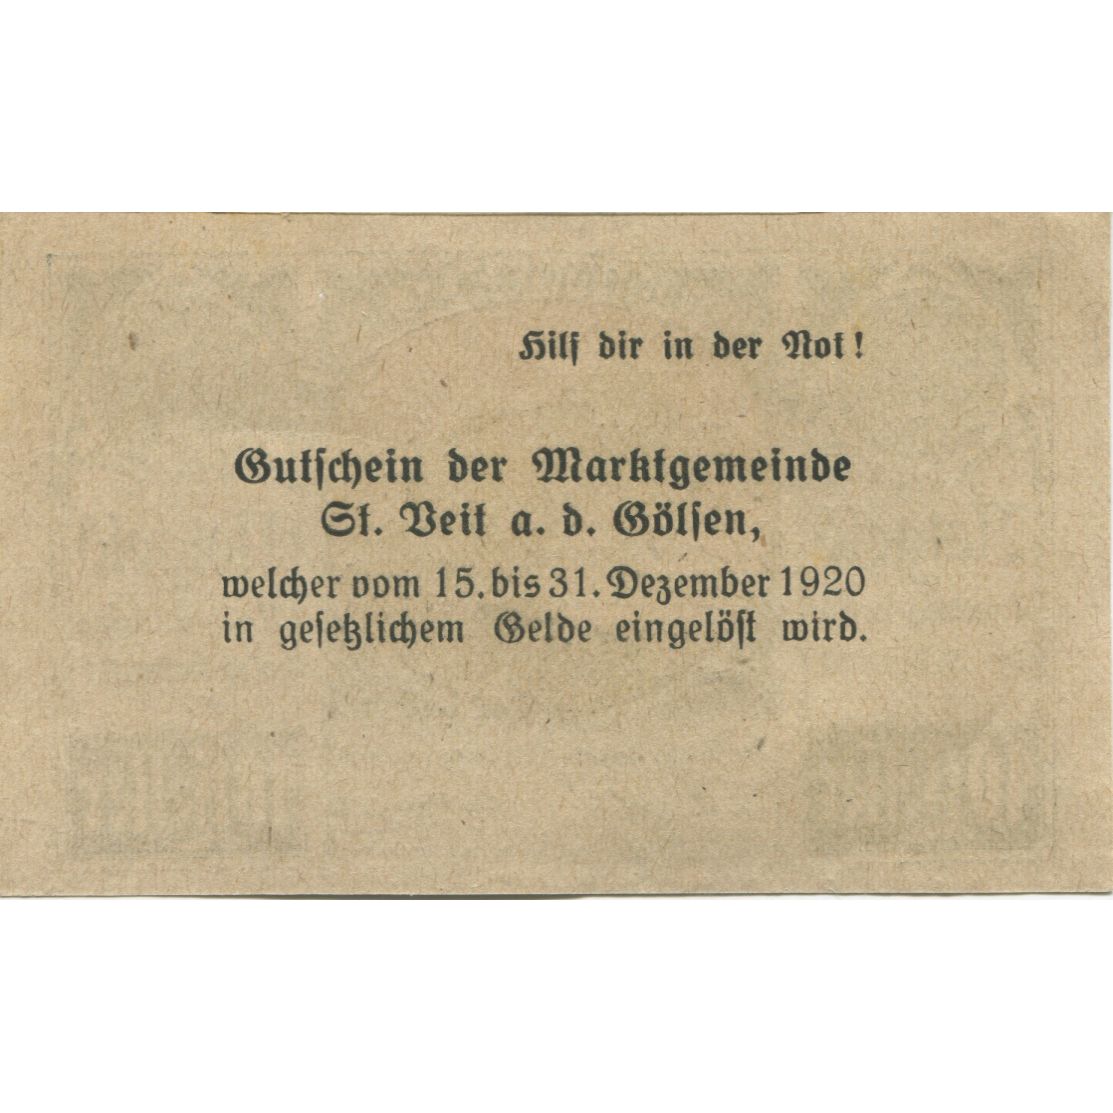 Hilf dir in der Not!
Gutschein der Marktgemeinde
St. Veit a. d. Gölsen,
welcher vom 15. bis 31. Dezember 1920
in gesetzlichem Gelde eingelöst wird.